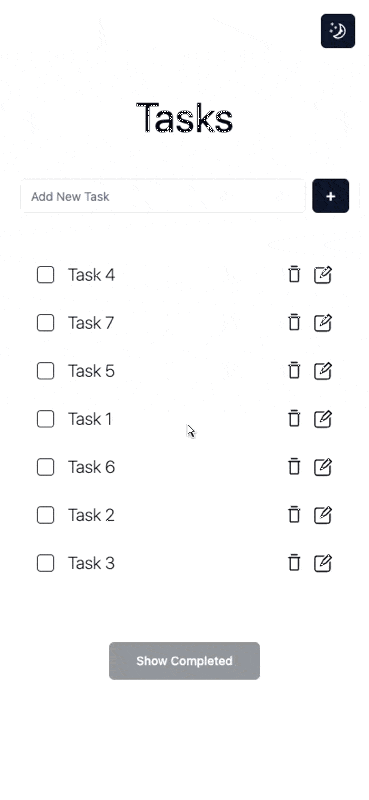 Tasks
Add New Task
+
Task 4
Task 7
Task 5
Task 1
Task 6
Task 2
Task 3
Show Completed